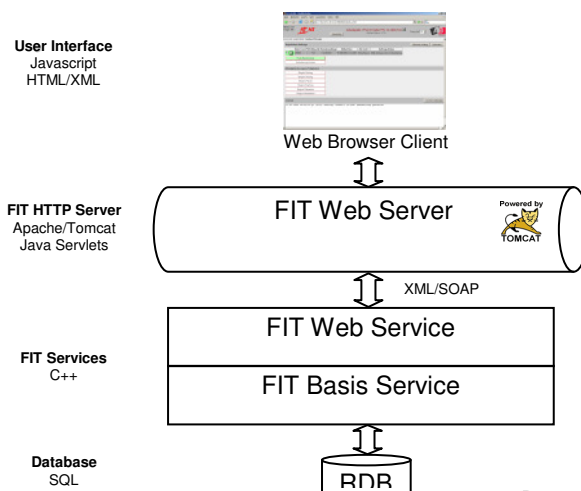 User Interface
Javascript
HTML/XML
Web Browser Client
FIT HTTP Server
Apache/Tomcat
Java Servlets
FIT Web Server
Powered by
TOMCAT
XML/SOAP
FIT Web Service
FIT Services
C++
FIT Basis Service
Database
SQL
RDB